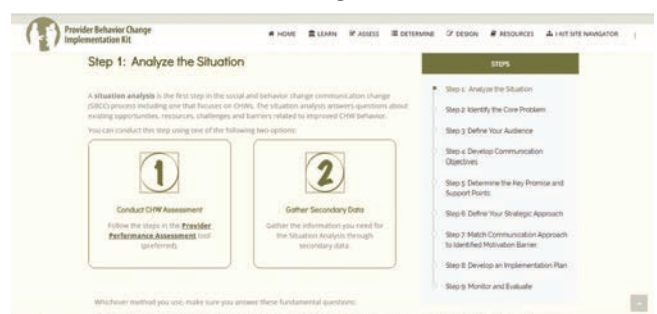 Provider Behavior Change
Implementation Kit
HOME LEARN ASSESS DETERMINE DESIGN RESOURCES I-KIT SITE NAVIGATOR
Step 1: Analyze the Situation
A situation analysis is the first step in the social and behavior change communication change
(SBCC) process including one that focuses on CHWs. The situation analysis answers questions about
existing opportunities, resources, challenges and barriers related to improved CHW behavior.
You can conduct this step using one of the following two options:
1
Conduct CHW Assessment
Follow the steps in the Provider
Performance Assessment tool
(preferred).
2
Gather Secondary Data
Gather the information you need for
the Situation Analysis through
secondary data.
Whichever method you use, make sure you answer these fundamental questions:
STEPS
Step 1: Analyze the Situation
Step 2: Identify the Core Problem
Step 3: Define Your Audience
Step 4: Develop Communication
Objectives
Step 5: Determine the Key Promise and
Support Points
Step 6: Define Your Strategic Approach
Step 7: Match Communication Approach
to Identified Motivation Barrier
Step 8: Develop an Implementation Plan
Step 9: Monitor and Evaluate